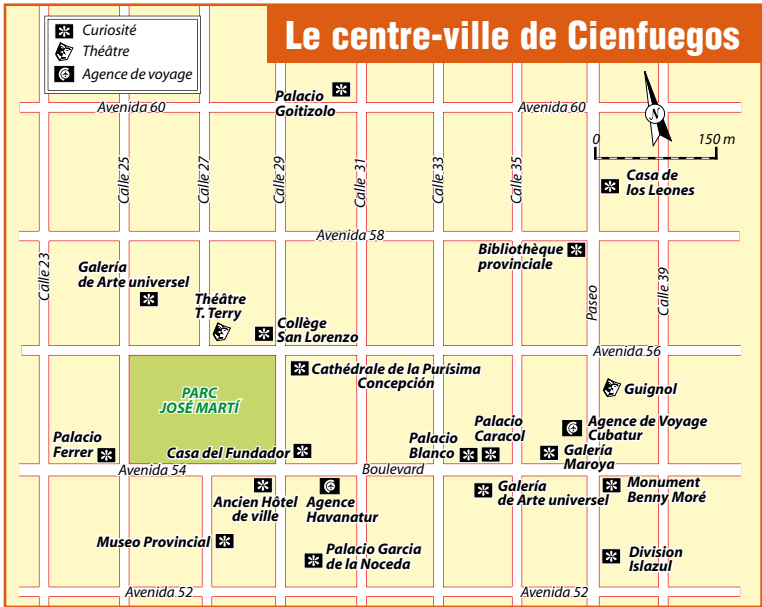 Le centre-ville de Cienfuegos
Curiosité
Théâtre
Agence de voyage
N
0 150 m
Palacio
Goitizolo
Avenida 60
Avenida 60
Calle 25
Calle 27
Calle 29
Calle 31
Calle 33
Calle 35
Casa de
los Leones
Avenida 58
Bibliothèque
provinciale
Calle 23
Paseo
Calle 39
Galería
de Arte universel
Théâtre
T. Terry
Collège
San Lorenzo
Avenida 56
Cathédrale de la Purísima
Concepción
PARC
JOSÉ MARTÍ
Guignol
Palacio
Ferrer
Casa del Fundador
Palacio
Blanco
Palacio
Caracol
Agence de Voyage
Cubatur
Galería
Maroya
Avenida 54
Boulevard
Ancien Hôtel
de ville
Agence
Havanatur
Galería
de Arte universel
Monument
Benny Moré
Museo Provincial
Palacio Garcia
de la Noceda
Division
Islazul
Avenida 52
Avenida 52